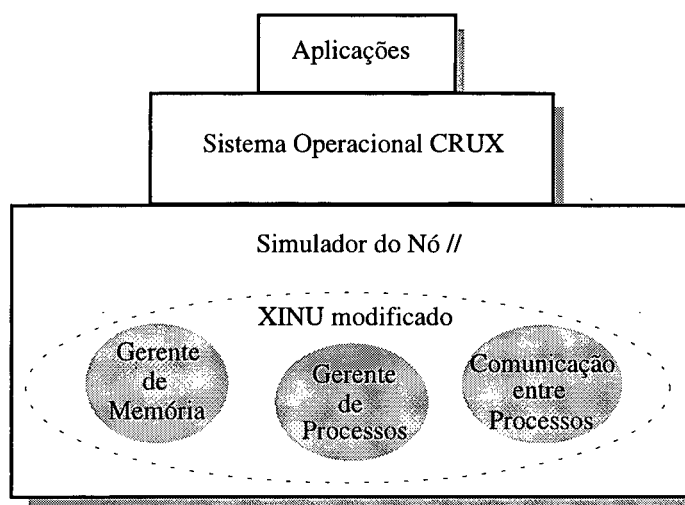 Aplicações
Sistema Operacional CRUX
Simulador do Nó //
XINU modificado
Gerente
de
Memória
Gerente
de
Processos
Comunicação
entre
Processos